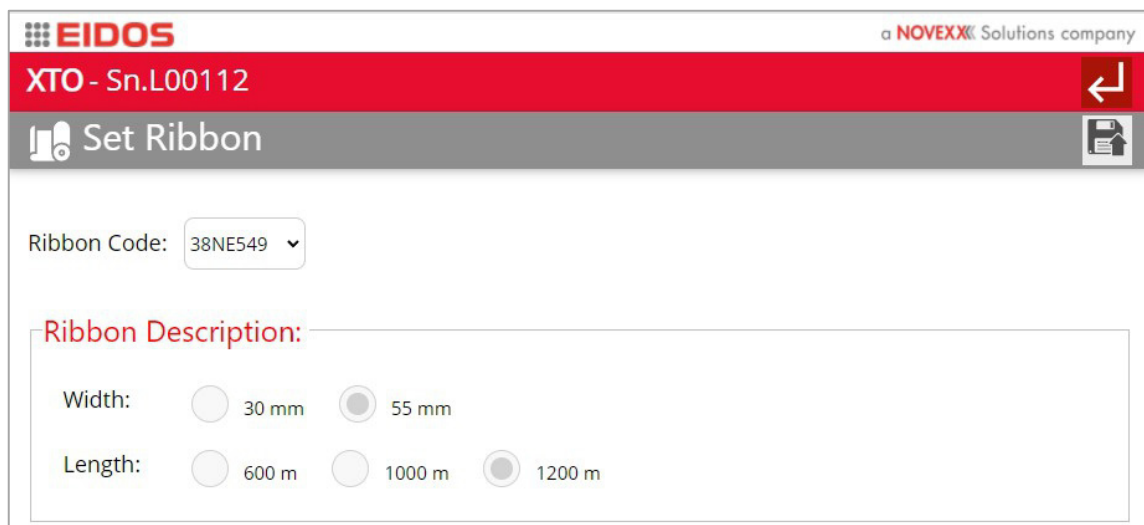 EIDOS
a NOVEXX Solutions company
XTO - Sn.L00112
Set Ribbon
Ribbon Code: 38NE549
Ribbon Description:
Width: 30 mm 55 mm
Length: 600 m 1000 m 1200 m